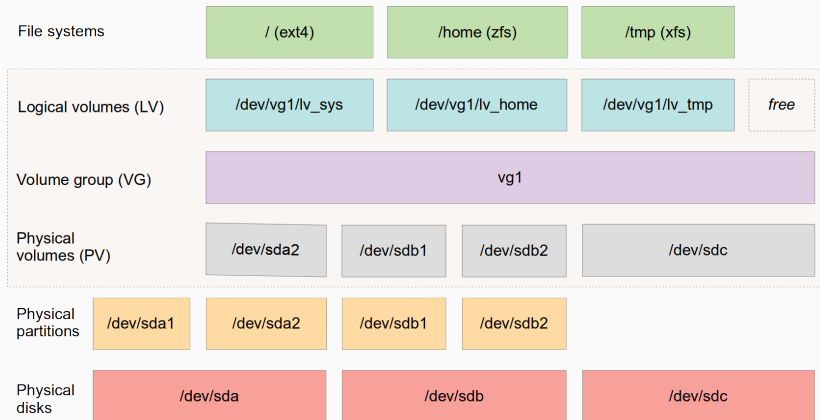 File systems
/ (ext4)
/home (zfs)
/tmp (xfs)
Logical volumes (LV)
/dev/vg1/lv_sys
/dev/vg1/lv_home
/dev/vg1/lv_tmp
free
Volume group (VG)
vg1
Physical
volumes (PV)
/dev/sda2
/dev/sdb1
/dev/sdb2
/dev/sdc
Physical
partitions
/dev/sda1
/dev/sda2
/dev/sdb1
/dev/sdb2
Physical
disks
/dev/sda
/dev/sdb
/dev/sdc